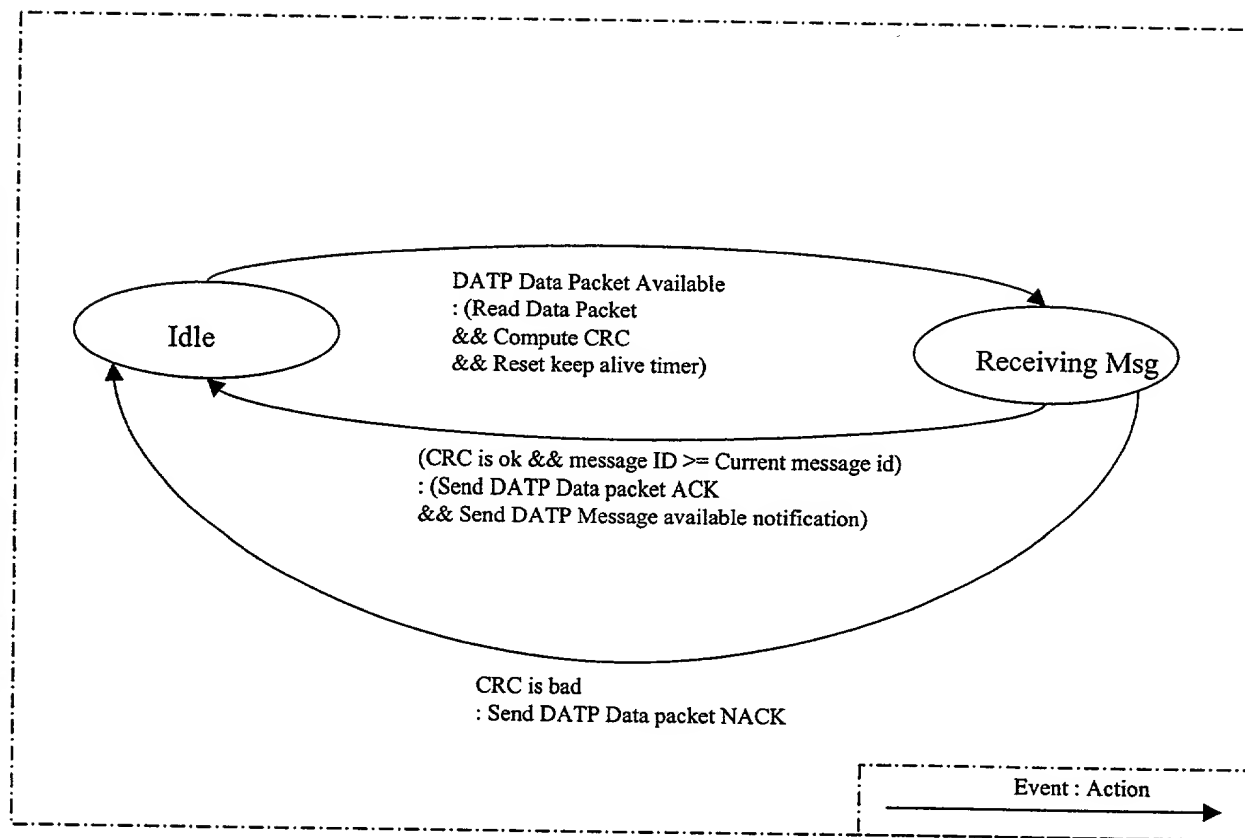 DATP Data Packet Available
: (Read Data Packet
&& Compute CRC
&& Reset keep alive timer)
Idle
Receiving Msg
(CRC is ok && message ID >= Current message id)
: (Send DATP Data packet ACK
&& Send DATP Message available notification)
CRC is bad
: Send DATP Data packet NACK
Event : Action